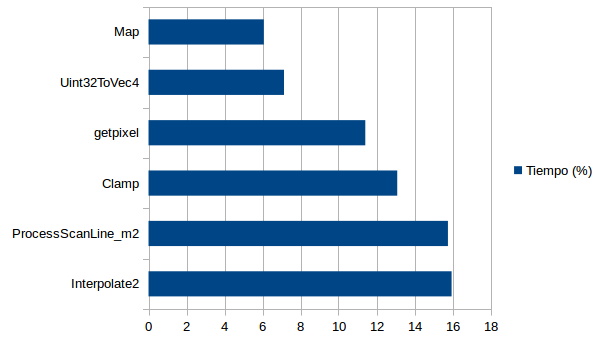 Map
Uint32ToVec4
getpixel
Clamp
ProcessScanLine_m2
Interpolate2
0 2 4 6 8 10 12 14 16 18
Tiempo (%)